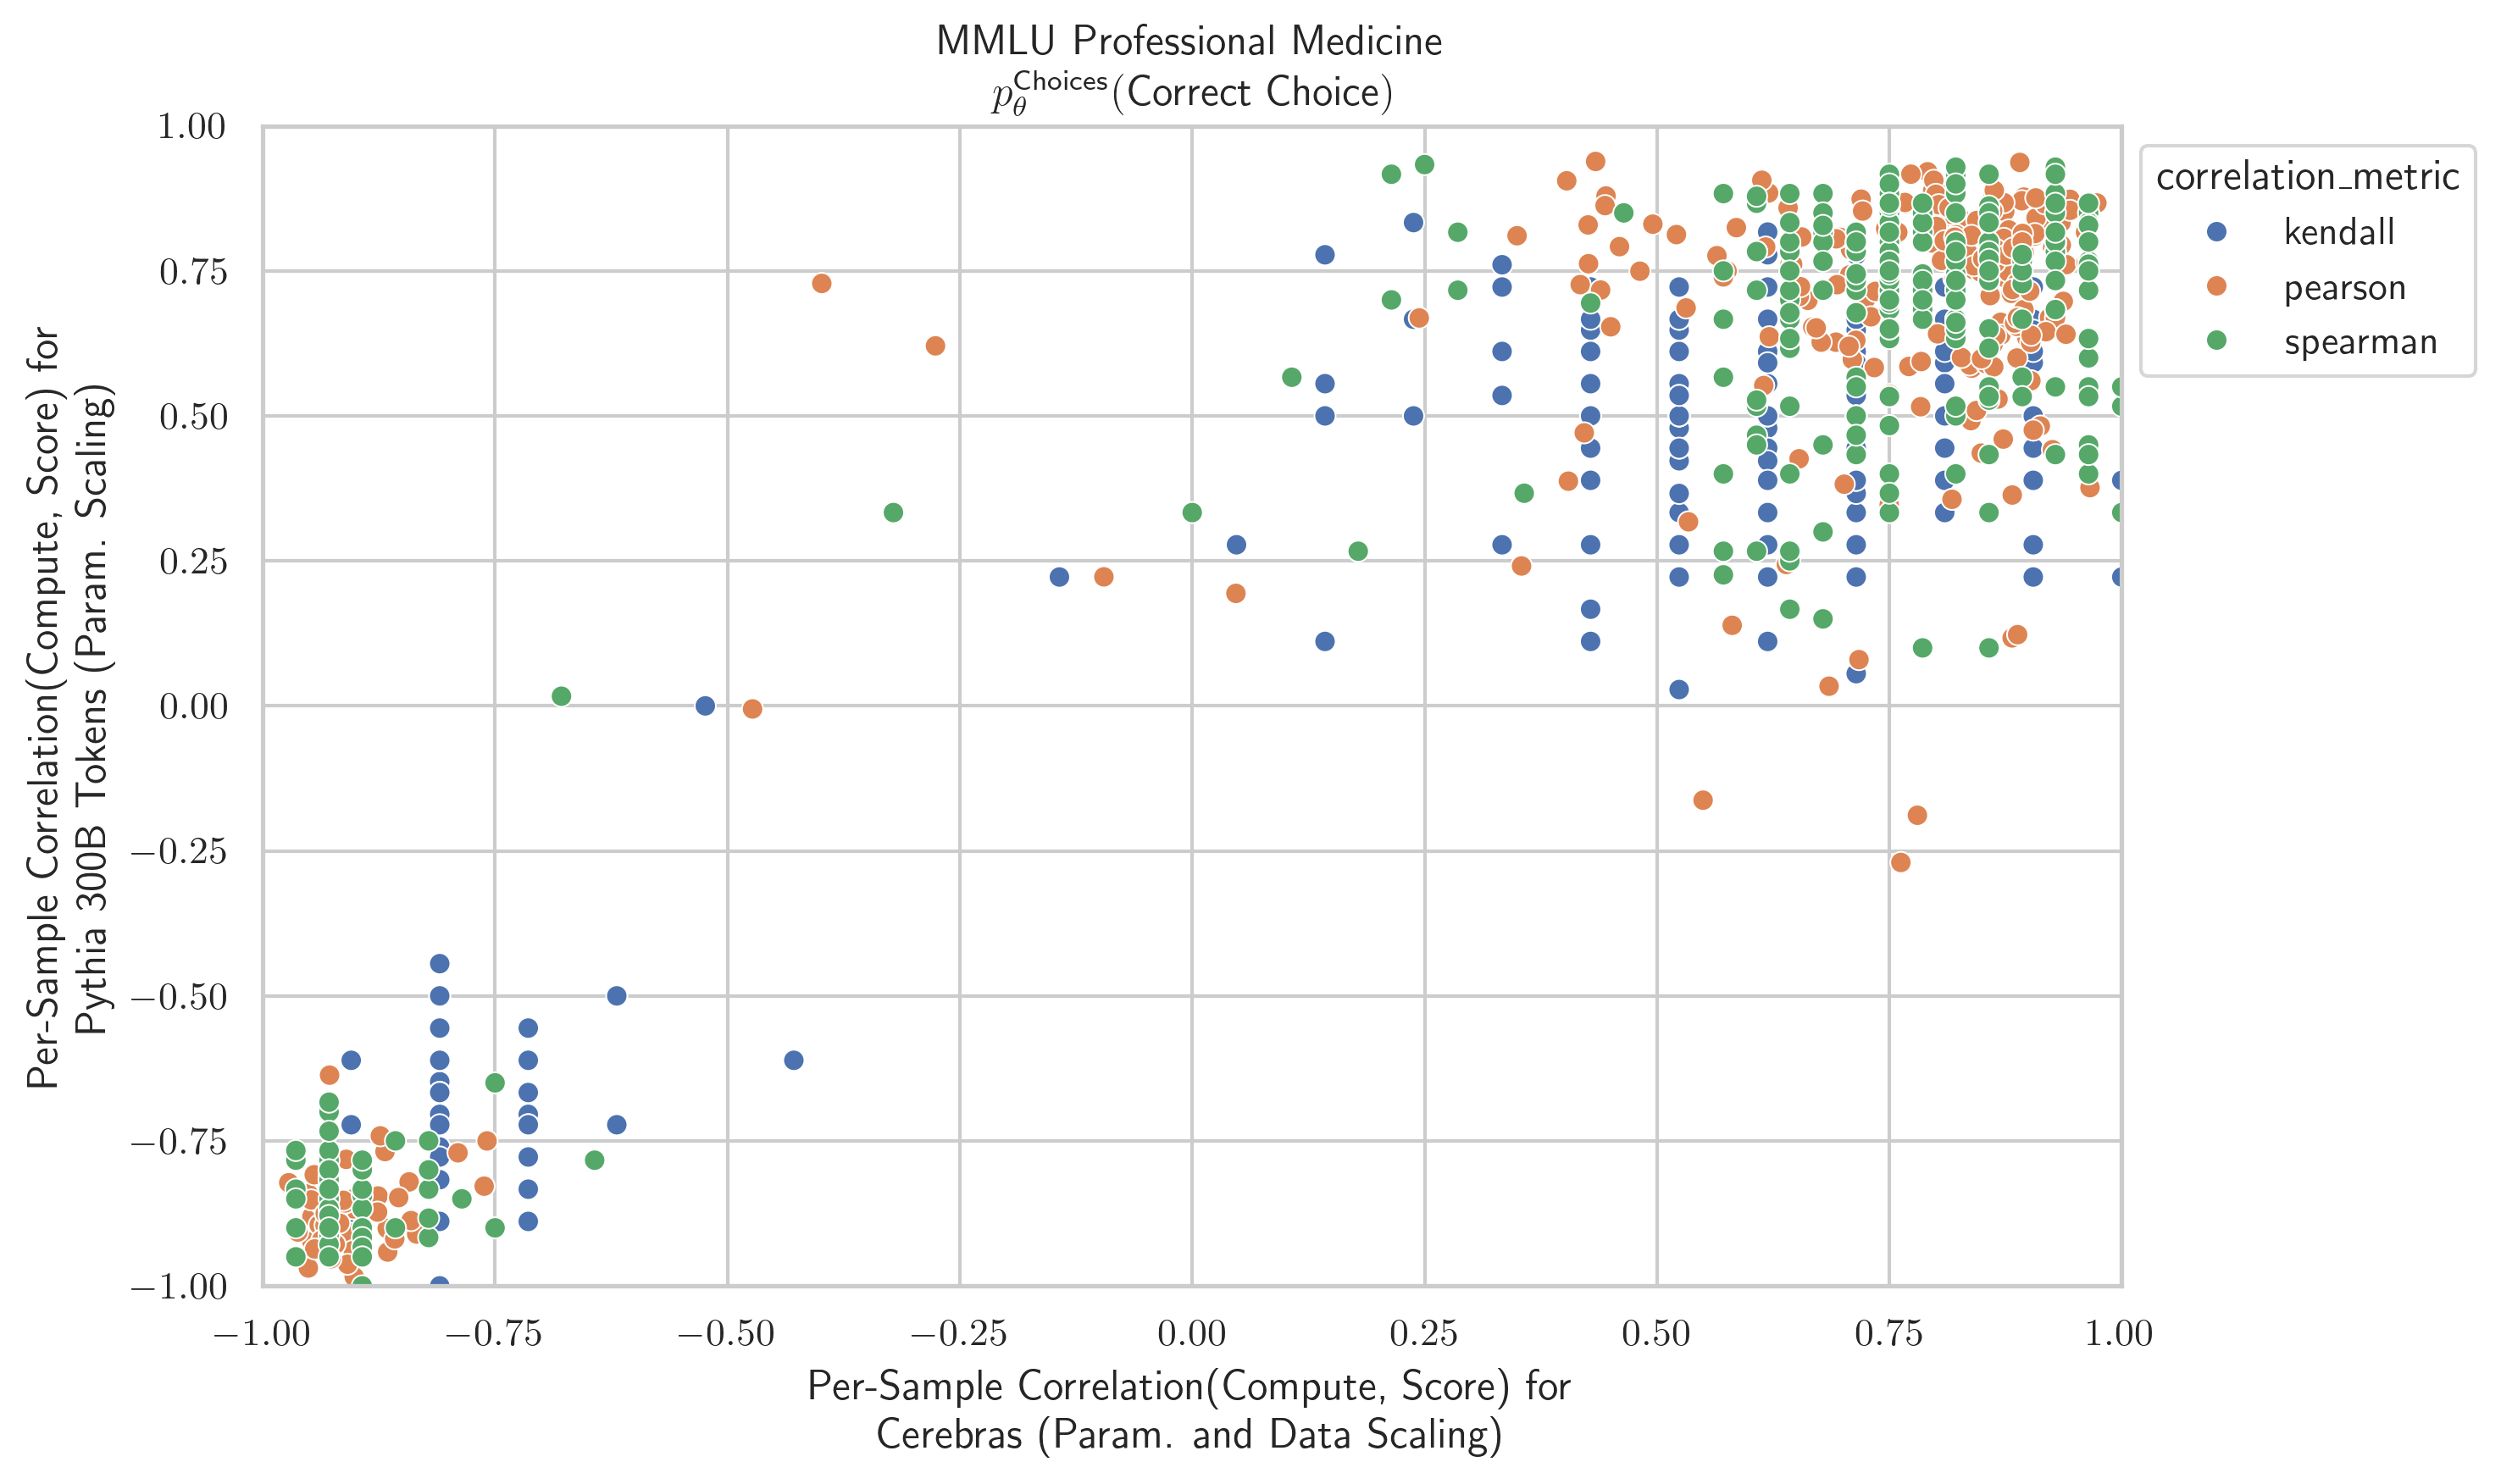 MMLU Professional Medicine
p_θ^Choices(Correct Choice)
Per-Sample Correlation(Compute, Score) for
Pythia 300B Tokens (Param. Scaling)
1.00
0.75
0.50
0.25
0.00
−0.25
−0.50
−0.75
−1.00
−1.00 −0.75 −0.50 −0.25 0.00 0.25 0.50 0.75 1.00
Per-Sample Correlation(Compute, Score) for
Cerebras (Param. and Data Scaling)
correlation_metric
kendall
pearson
spearman